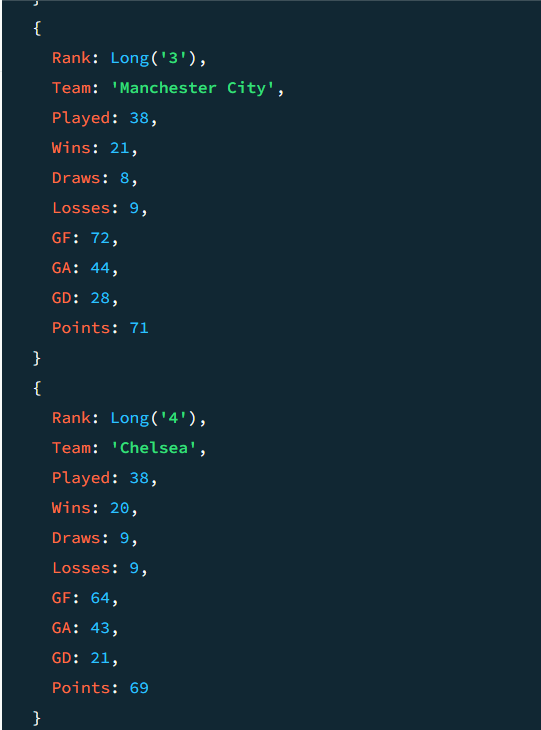 }
{
Rank: Long('3'),
Team: 'Manchester City',
Played: 38,
Wins: 21,
Draws: 8,
Losses: 9,
GF: 72,
GA: 44,
GD: 28,
Points: 71
}
{
Rank: Long('4'),
Team: 'Chelsea',
Played: 38,
Wins: 20,
Draws: 9,
Losses: 9,
GF: 64,
GA: 43,
GD: 21,
Points: 69
}